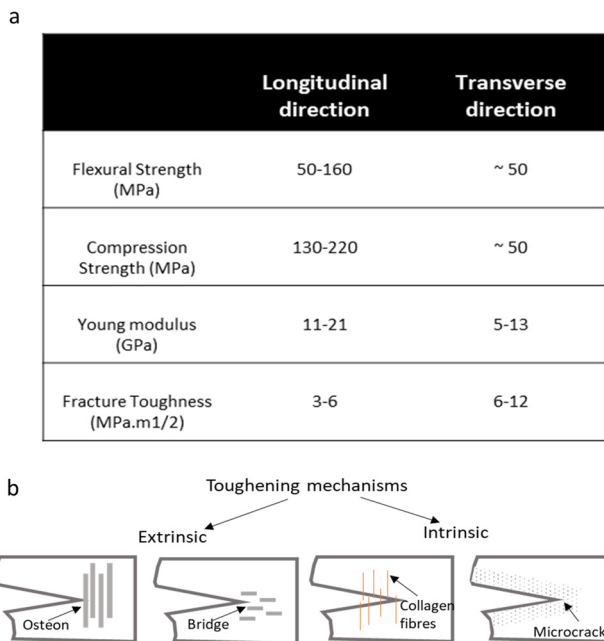 a
Longitudinal direction
Transverse direction
Flexural Strength (MPa)
50-160
~ 50
Compression Strength (MPa)
130-220
~ 50
Young modulus (GPa)
11-21
5-13
Fracture Toughness (MPa.m1/2)
3-6
6-12
b
Toughening mechanisms
Extrinsic
Intrinsic
Osteon
Bridge
Collagen
fibres
Microcrack